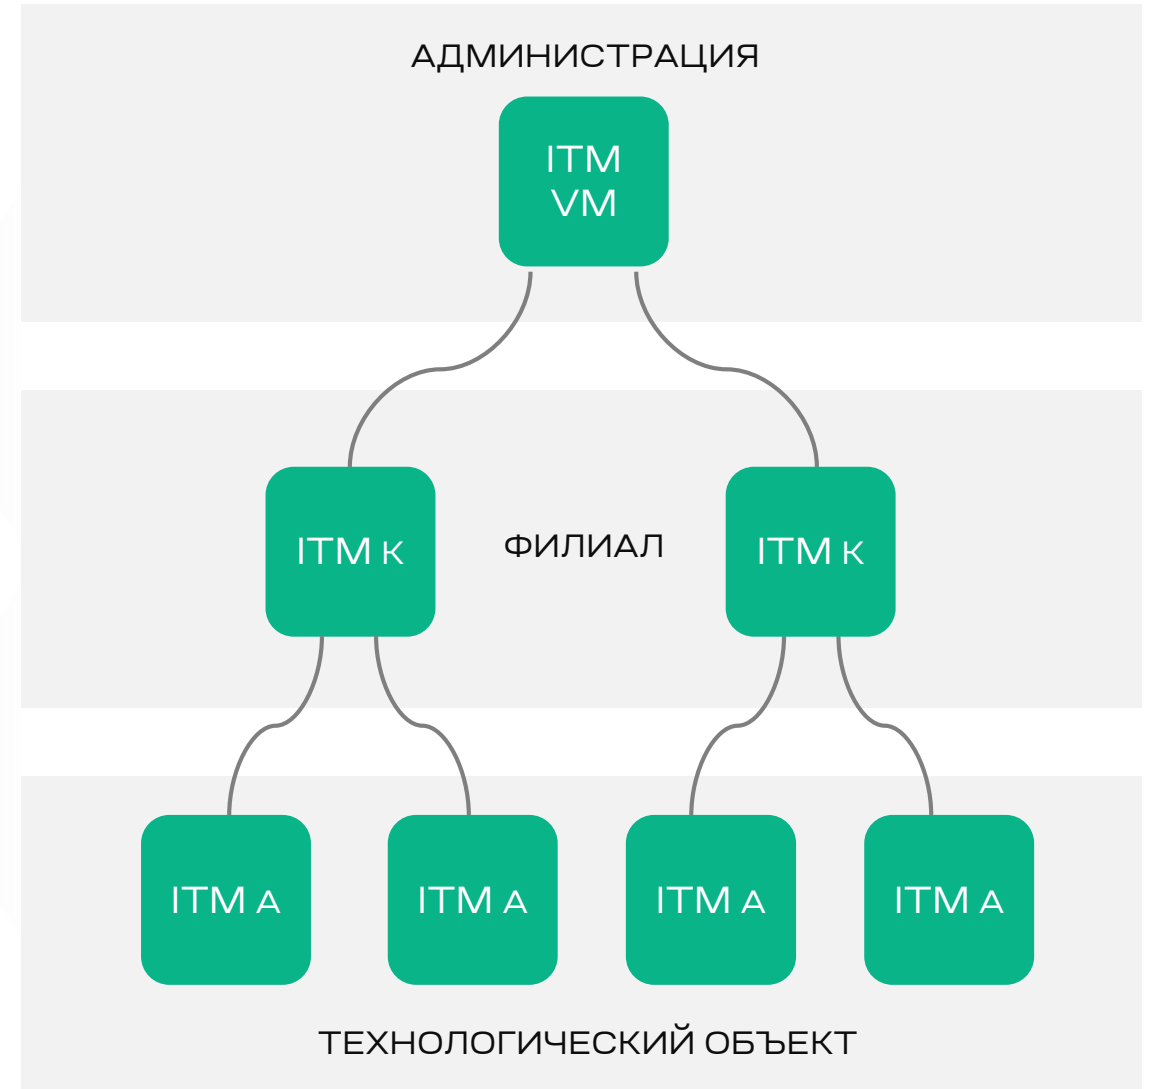 АДМИНИСТРАЦИЯ
ITM
VM
ITM К
ФИЛИАЛ
ITM К
ITM А
ITM А
ITM А
ITM А
ТЕХНОЛОГИЧЕСКИЙ ОБЪЕКТ